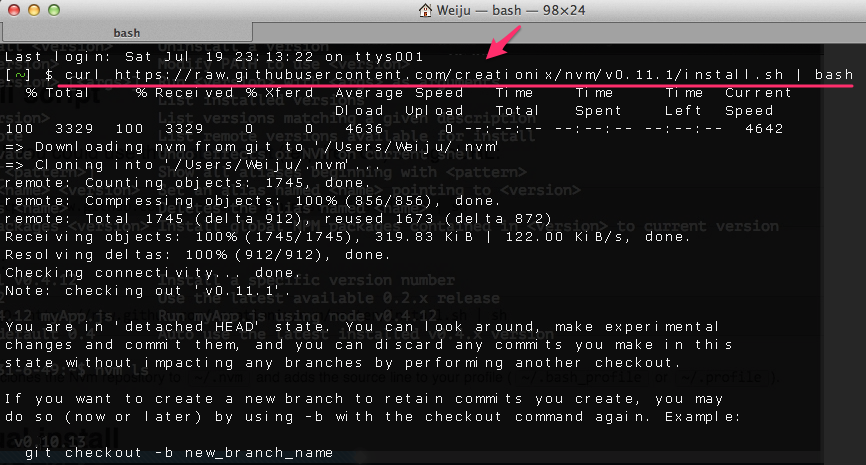 Weiju — bash — 98×24
bash
Last login: Sat Jul 19 23:13:22 on ttys001
[~] $ curl https://raw.githubusercontent.com/creationix/nvm/v0.11.1/install.sh | bash
% Total % Received % Xferd Average Speed Time Time Time Current
Dload Upload Total Spent Left Speed
100 3329 100 3329 0 0 4636 0 --:--:-- --:--:-- --:--:-- 4642
=> Downloading nvm from git to '/Users/Weiju/.nvm'
=> Cloning into '/Users/Weiju/.nvm'...
remote: Counting objects: 1745, done.
remote: Compressing objects: 100% (856/856), done.
remote: Total 1745 (delta 912), reused 1673 (delta 872)
Receiving objects: 100% (1745/1745), 319.83 KiB | 122.00 KiB/s, done.
Resolving deltas: 100% (912/912), done.
Checking connectivity... done.
Note: checking out 'v0.11.1'.
You are in 'detached HEAD' state. You can look around, make experimental
changes and commit them, and you can discard any commits you make in this
state without impacting any branches by performing another checkout.
If you want to create a new branch to retain commits you create, you may
do so (now or later) by using -b with the checkout command again. Example:
v0.10.13
git checkout -b new_branch_name